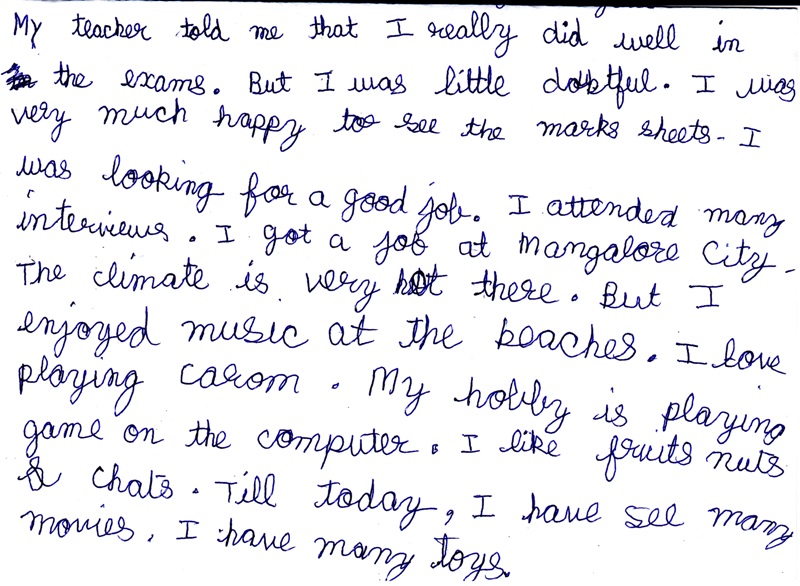 My teacher told me that I really did well in
the exams. But I was little doubtful. I was
very much happy to see the marks sheets. I
was looking for a good job. I attended many
interviews. I got a job at Mangalore City.
The climate is very hot there. But I
enjoyed music at the beaches. I love
playing carom. My hobby is playing
game on the computer. I like fruits nuts
& chats. Till today, I have see many
movies. I have many toys.